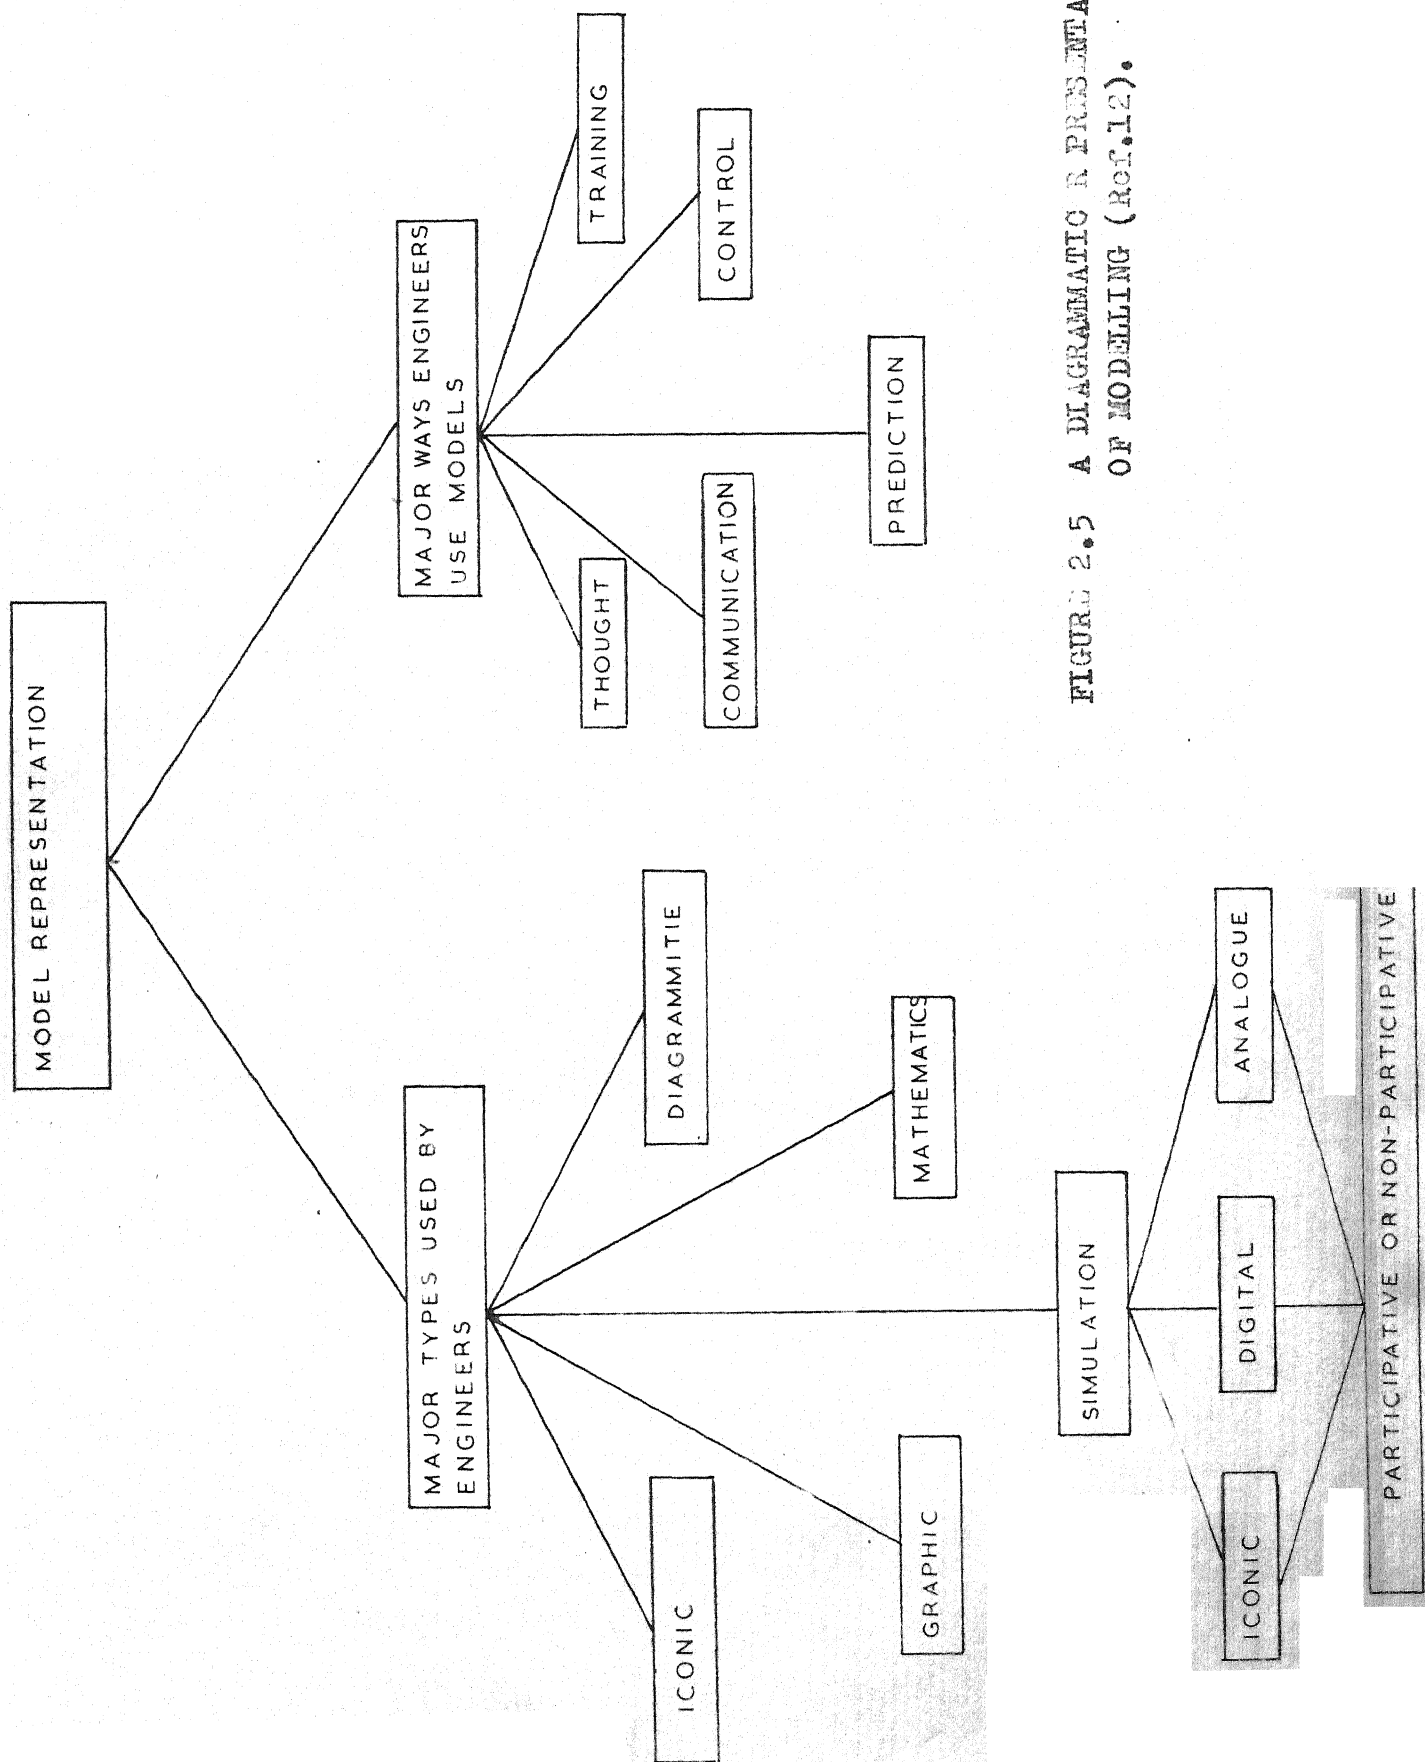 MODEL REPRESENTATION
MAJOR TYPES USED BY
ENGINEERS
MAJOR WAYS ENGINEERS
USE MODELS
ICONIC
GRAPHIC
SIMULATION
MATHEMATICS
DIAGRAMMITIE
THOUGHT
COMMUNICATION
PREDICTION
CONTROL
TRAINING
ICONIC
DIGITAL
ANALOGUE
PARTICIPATIVE OR NON-PARTICIPATIVE
FIGURE 2.5 A DIAGRAMMATIC R PRESENTA
OF MODELLING (Ref.12).